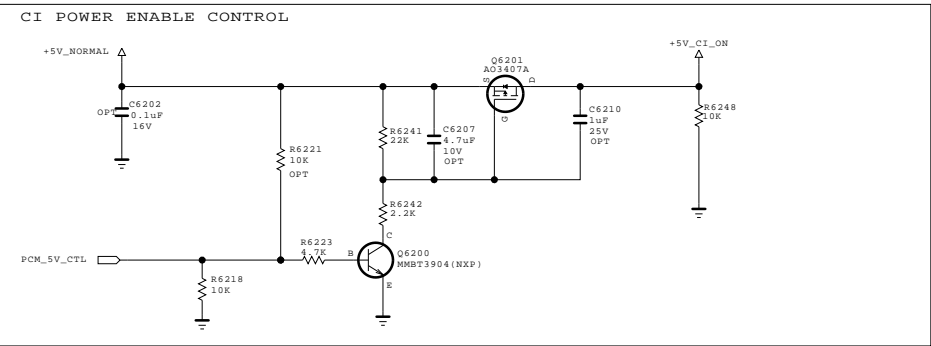 CI POWER ENABLE CONTROL
+5V_NORMAL
+5V_CI_ON
Q6201
AO3407A
S
D
G
OPT
C6202
0.1uF
16V
R6221
10K
OPT
R6241
22K
C6207
4.7uF
10V
OPT
C6210
1uF
25V
OPT
R6248
10K
R6242
2.2K
PCM_5V_CTL
R6223
4.7K
B
C
E
Q6200
MMBT3904(NXP)
R6218
10K